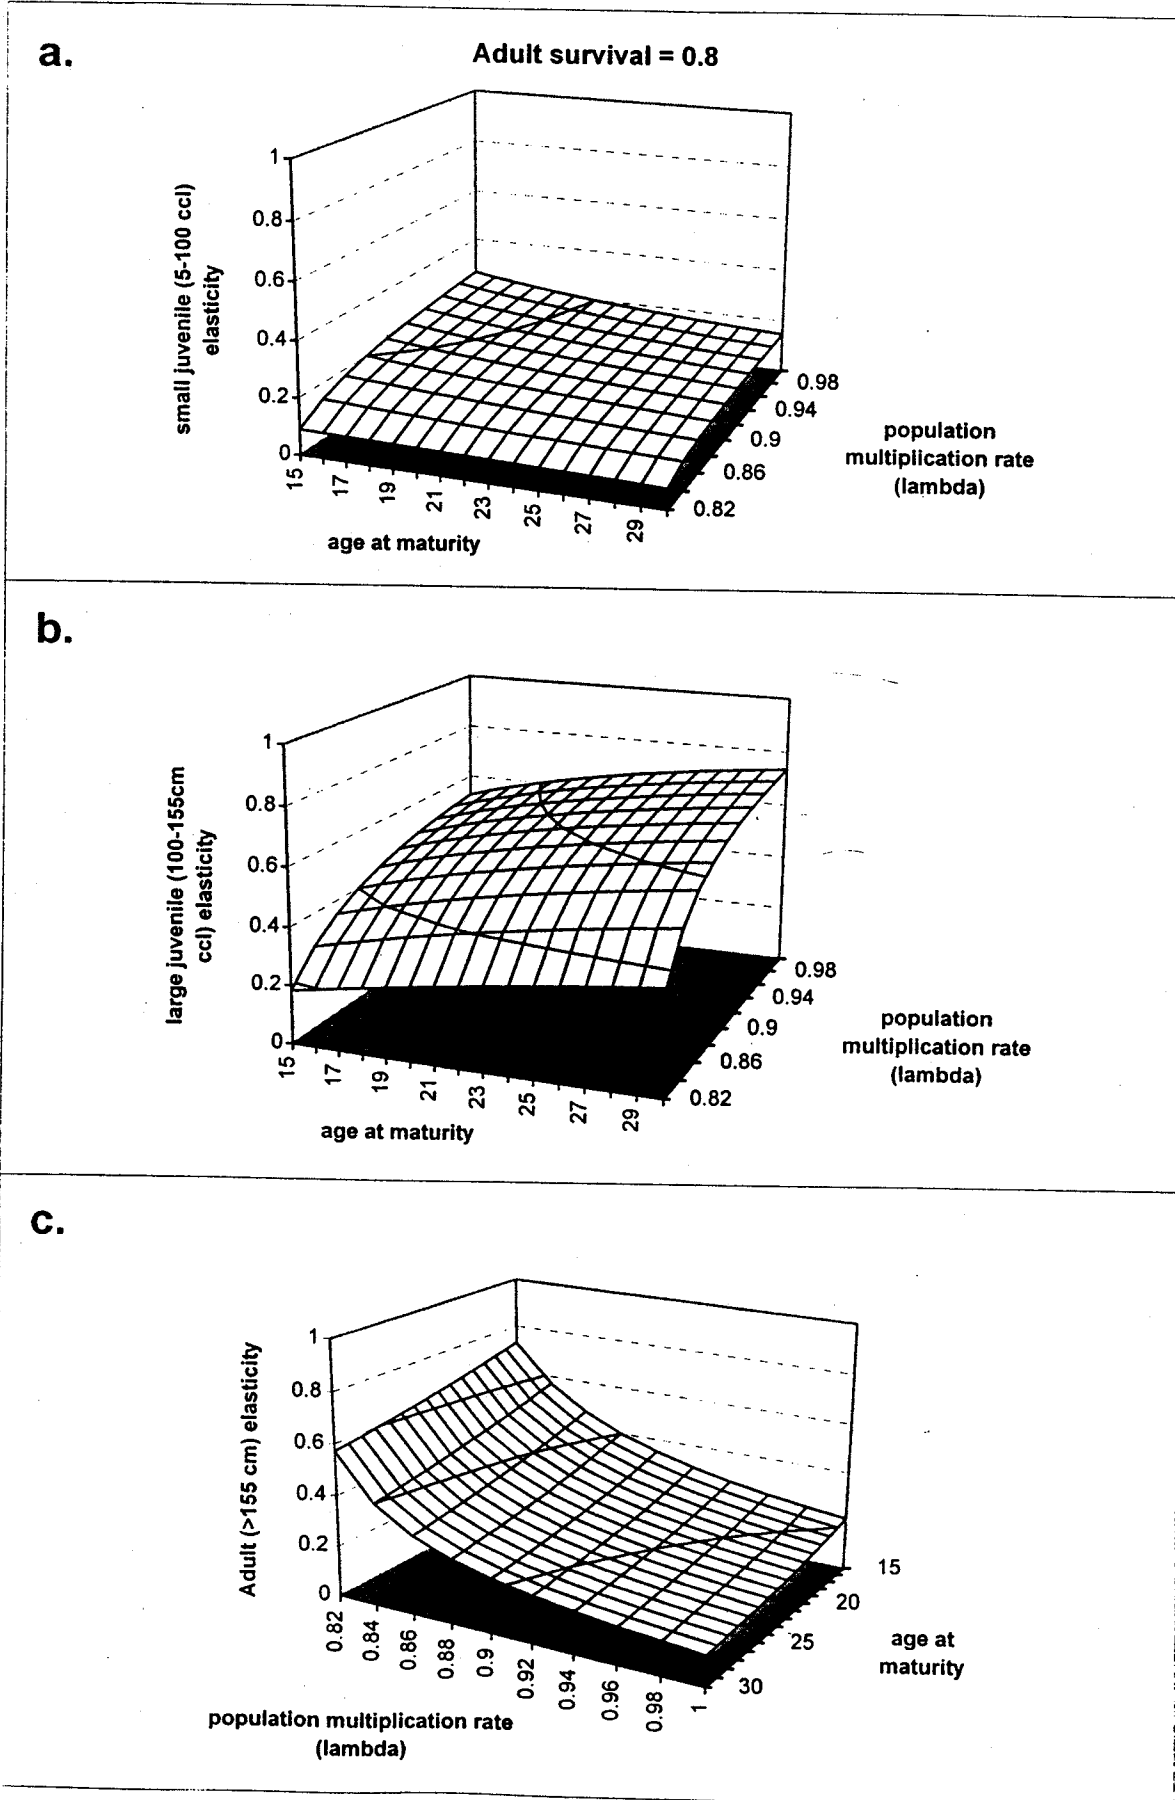 a.
Adult survival = 0.8
small juvenile (5-100 ccl)
elasticity
1
0.8
0.6
0.4
0.2
0
15
17
19
21
23
25
27
29
age at maturity
0.98
0.94
0.9
0.86
0.82
population
multiplication rate
(lambda)
b.
large juvenile (100-155cm
ccl) elasticity
1
0.8
0.6
0.4
0.2
0
15
17
19
21
23
25
27
29
age at maturity
0.98
0.94
0.9
0.86
0.82
population
multiplication rate
(lambda)
c.
Adult (>155 cm) elasticity
1
0.8
0.6
0.4
0.2
0
0.82
0.84
0.86
0.88
0.9
0.92
0.94
0.96
0.98
1
population multiplication rate
(lambda)
15
20
25
30
age at
maturity